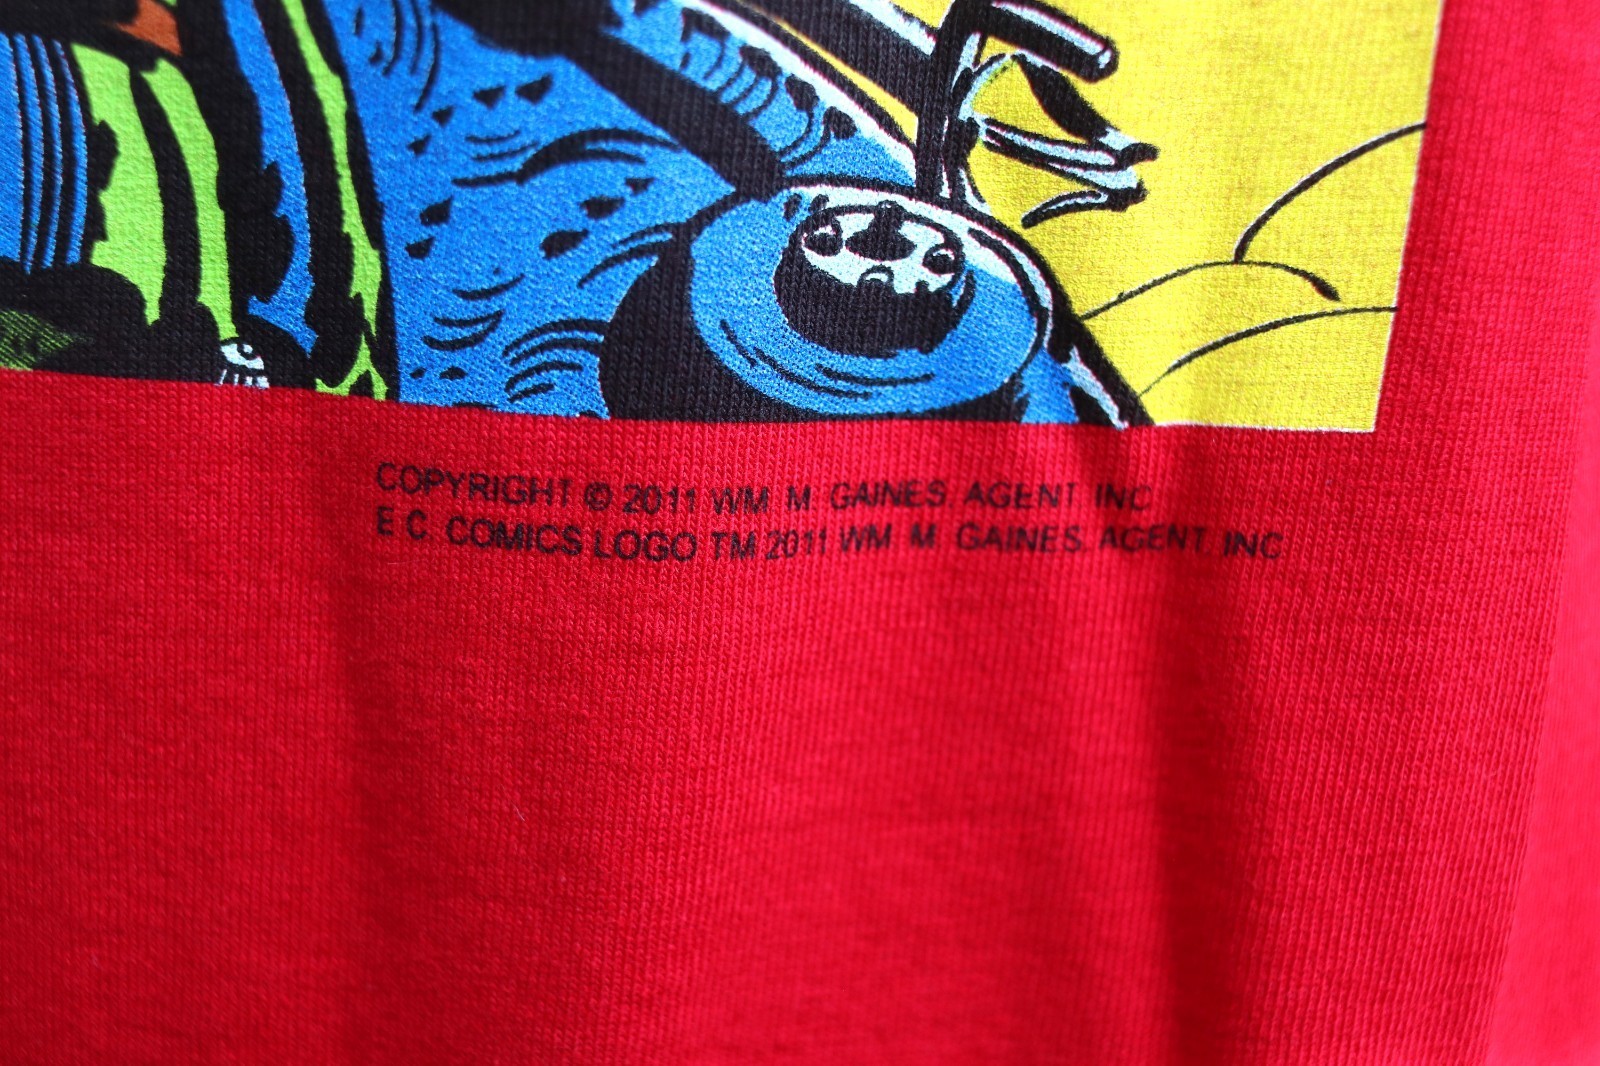 COPYRIGHT © 2011 WM M GAINES AGENT INC
E C COMICS LOGO TM 2011 WM M GAINES AGENT INC